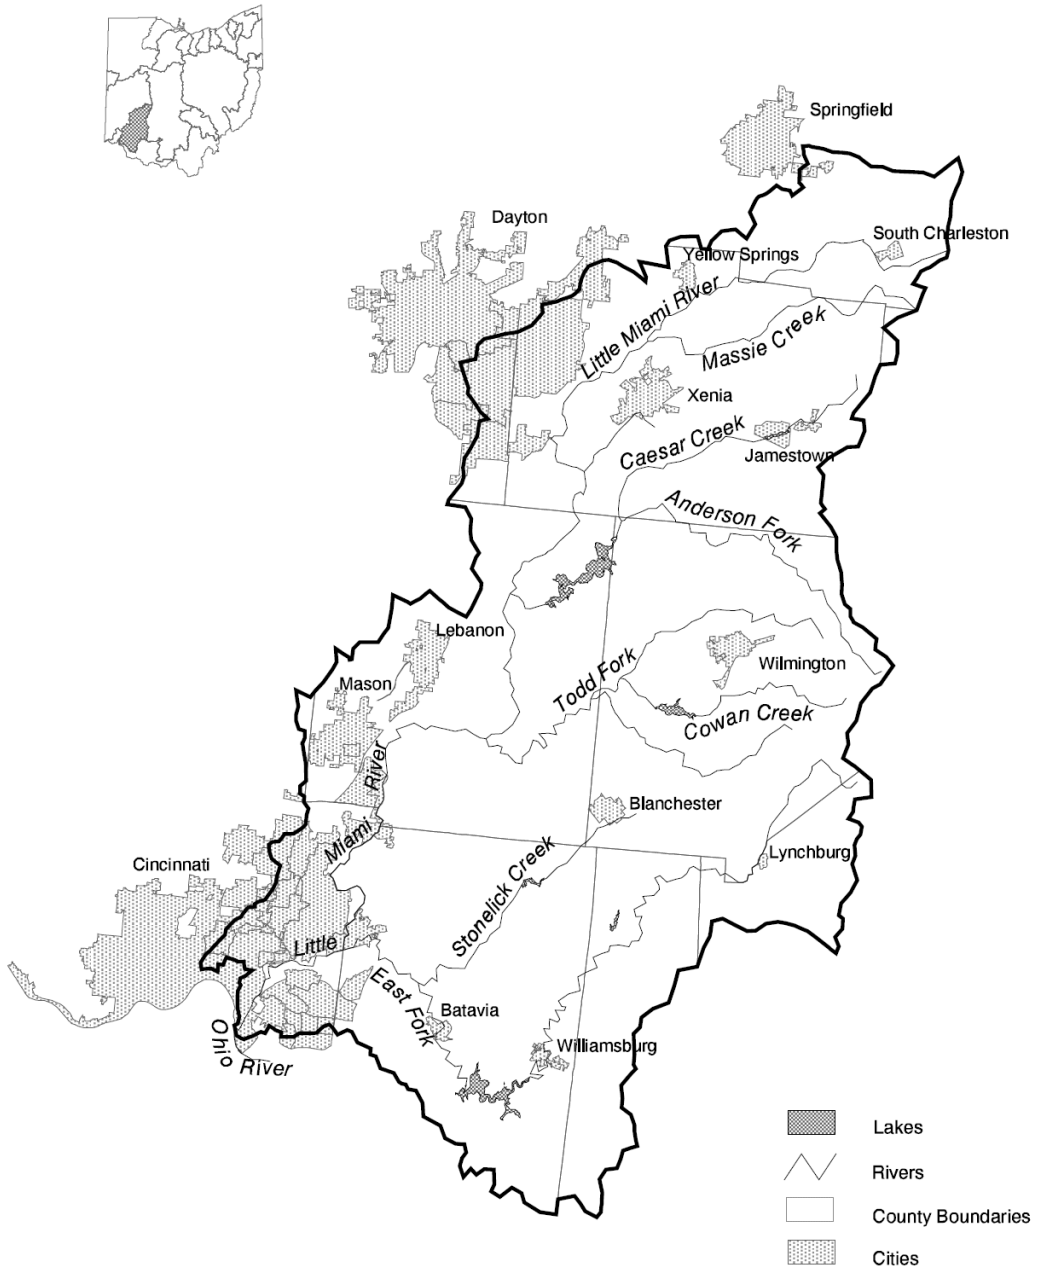 Springfield
Dayton
South Charleston
Yellow Springs
Little Miami River
Massie Creek
Xenia
Caesar Creek
Jamestown
Anderson Fork
Lebanon
Todd Fork
Wilmington
Mason
Cowan Creek
River
Blanchester
Miami
Lynchburg
Cincinnati
Stonelick Creek
Little
East Fork
Batavia
Ohio River
Williamsburg
Lakes
Rivers
County Boundaries
Cities